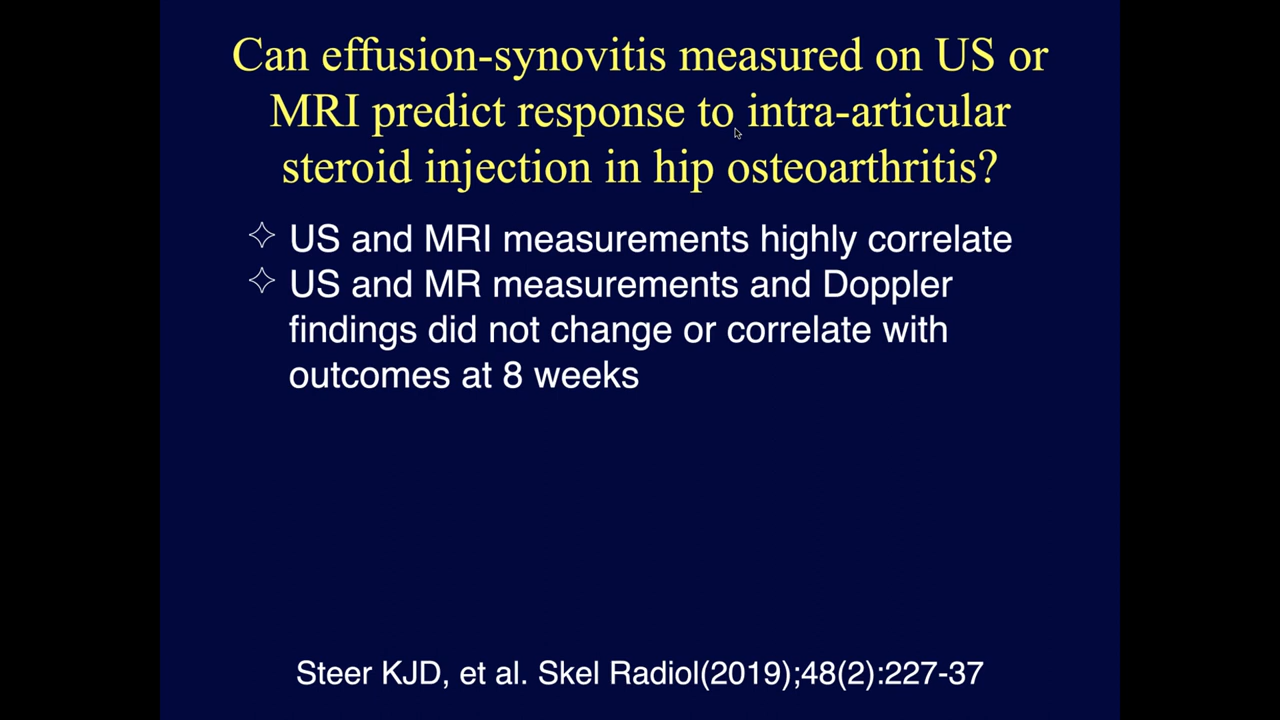 Can effusion-synovitis measured on US or
MRI predict response to intra-articular
steroid injection in hip osteoarthritis?
US and MRI measurements highly correlate
US and MR measurements and Doppler
findings did not change or correlate with
outcomes at 8 weeks
Steer KJD, et al. Skel Radiol(2019);48(2):227-37